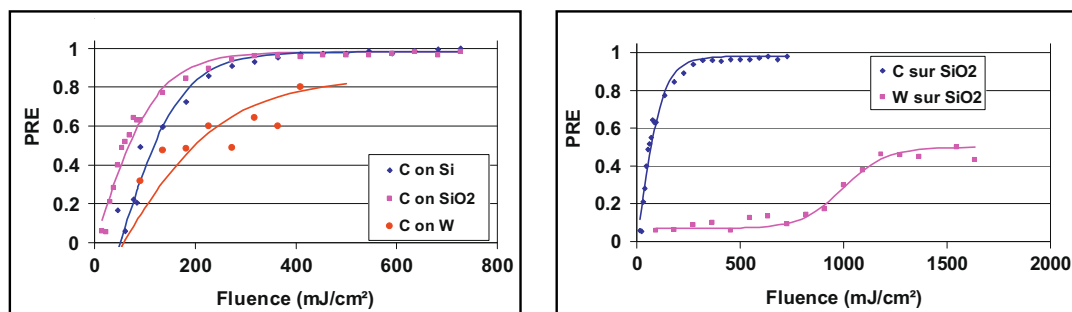 PRE
1
0.8
0.6
0.4
0.2
0
0 200 400 600 800
Fluence (mJ/cm²)
C on Si
C on SiO2
C on W
PRE
1
0.8
0.6
0.4
0.2
0
0 500 1000 1500 2000
Fluence (mJ/cm²)
C sur SiO2
W sur SiO2